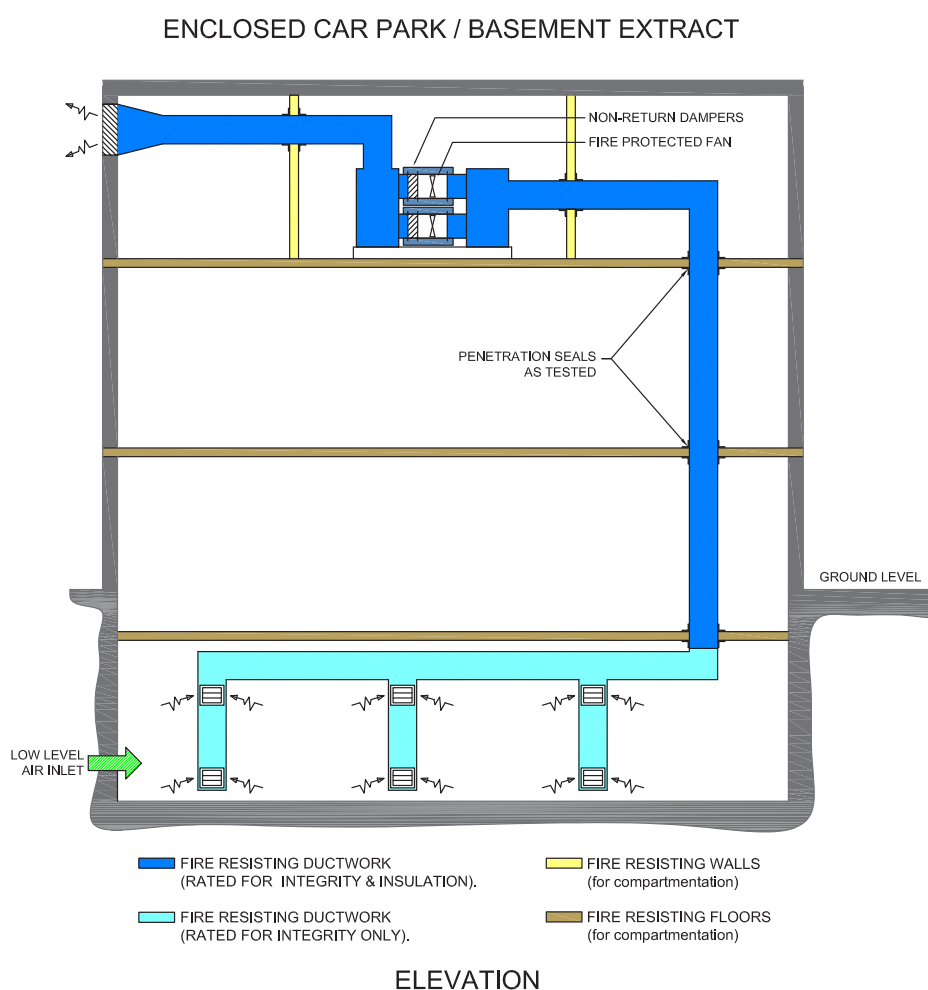 ENCLOSED CAR PARK / BASEMENT EXTRACT
NON-RETURN DAMPERS
FIRE PROTECTED FAN
PENETRATION SEALS
AS TESTED
GROUND LEVEL
LOW LEVEL
AIR INLET
FIRE RESISTING DUCTWORK
(RATED FOR INTEGRITY & INSULATION).
FIRE RESISTING WALLS
(for compartmentation)
FIRE RESISTING DUCTWORK
(RATED FOR INTEGRITY ONLY).
FIRE RESISTING FLOORS
(for compartmentation)
ELEVATION